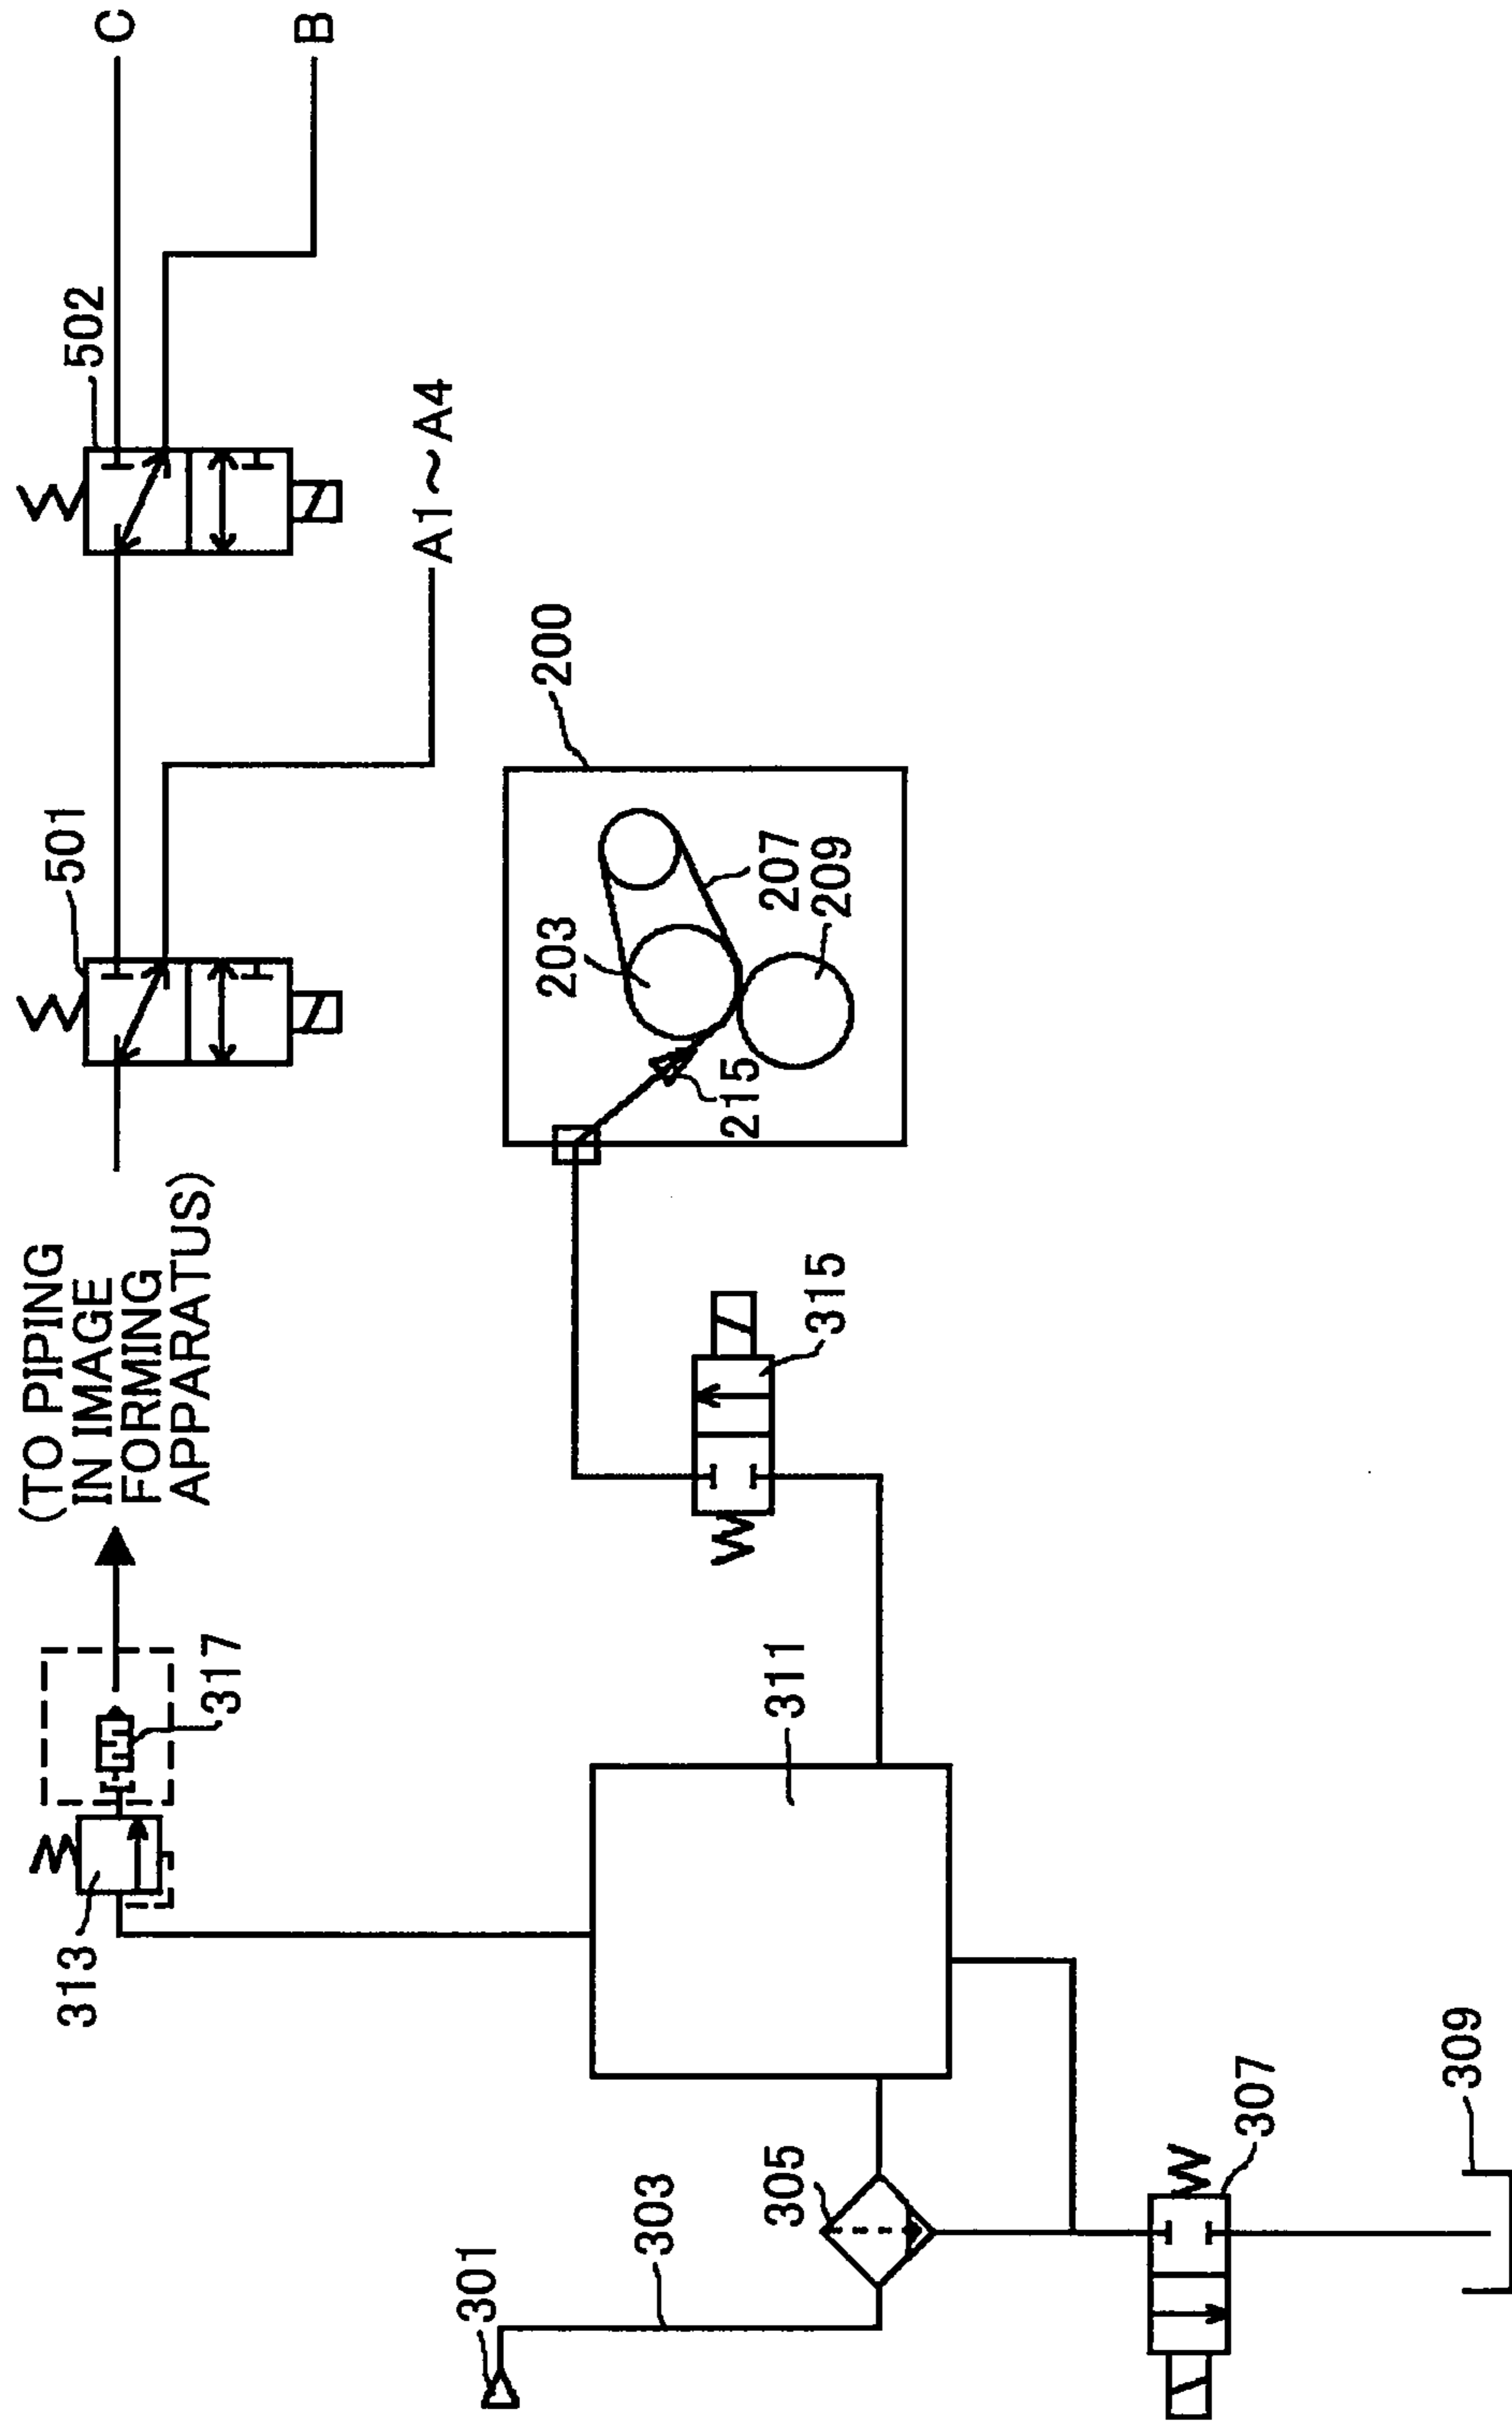 C
B
502
A1~A4
501
200
203
207
209
215
(TO PIPING
IN IMAGE
FORMING
APPARATUS)
315
317
311
313
305
303
301
307
309